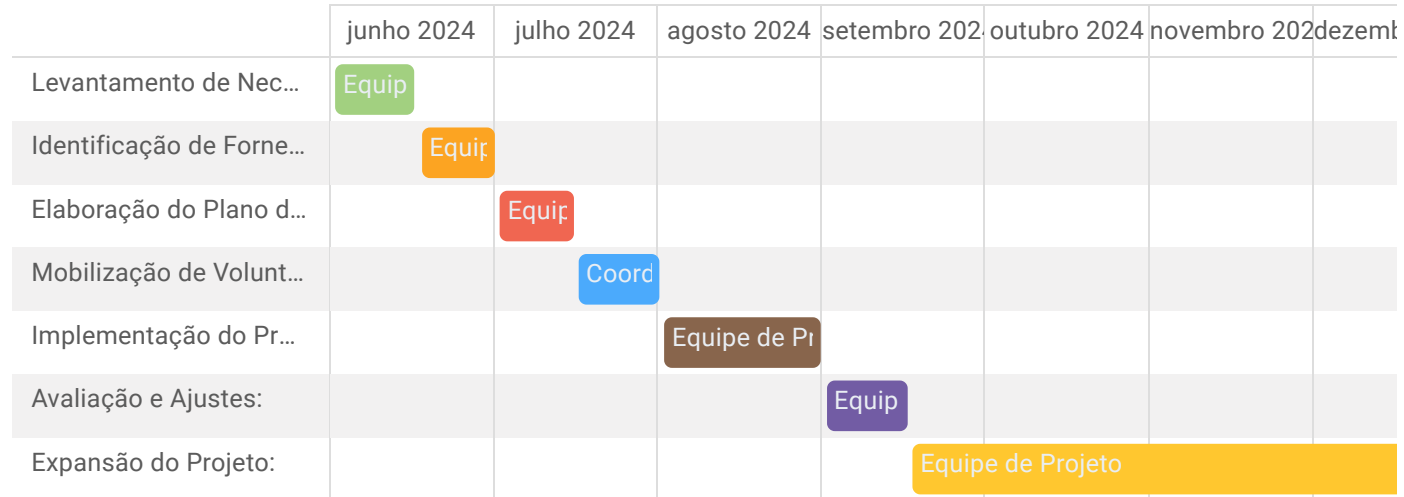 junho 2024 julho 2024 agosto 2024 setembro 202 outubro 2024 novembro 202 dezemb
Levantamento de Nec... Equip
Identificação de Forne... Equip
Elaboração do Plano d... Equip
Mobilização de Volunt... Coord
Implementação do Pr... Equipe de Pr
Avaliação e Ajustes: Equip
Expansão do Projeto: Equipe de Projeto